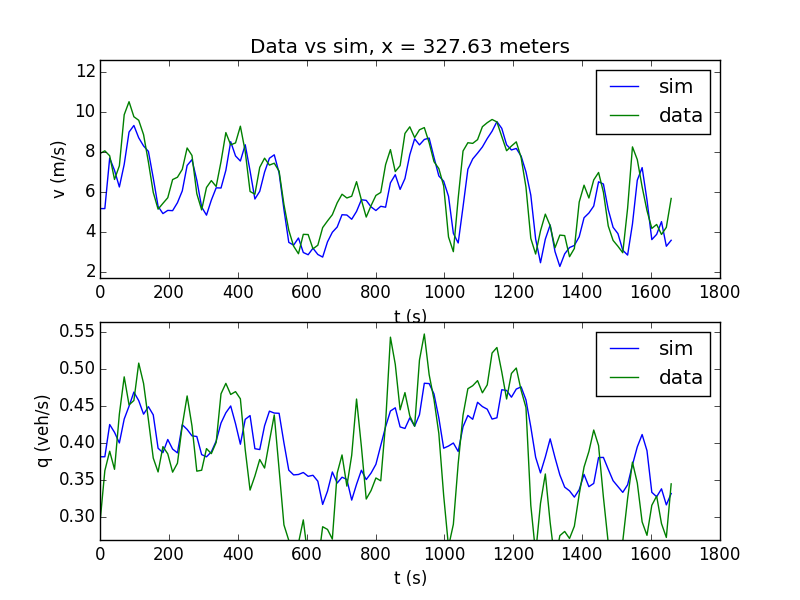 Data vs sim, x = 327.63 meters
12
10
8
6
4
2
v (m/s)
sim
data
0 200 400 600 800 1000 1200 1400 1600 1800
t (s)
0.55
0.50
0.45
0.40
0.35
0.30
q (veh/s)
sim
data
0 200 400 600 800 1000 1200 1400 1600 1800
t (s)